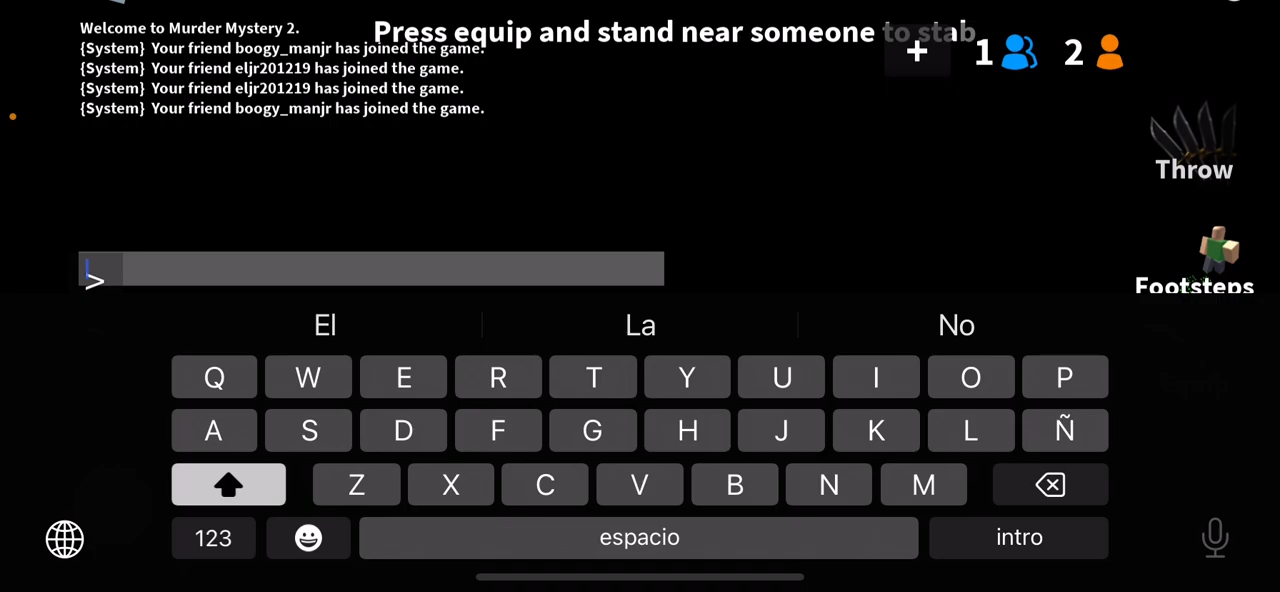 Welcome to Murder Mystery 2.
Press equip and stand near someone to stab
{System} Your friend boogy_manjr has joined the game.
{System} Your friend eljr201219 has joined the game.
{System} Your friend eljr201219 has joined the game.
{System} Your friend boogy_manjr has joined the game.
+
1
2
Throw
Footsteps
>
El La No
Q W E R T Y U I O P
A S D F G H J K L Ñ
Z X C V B N M
123 espacio intro